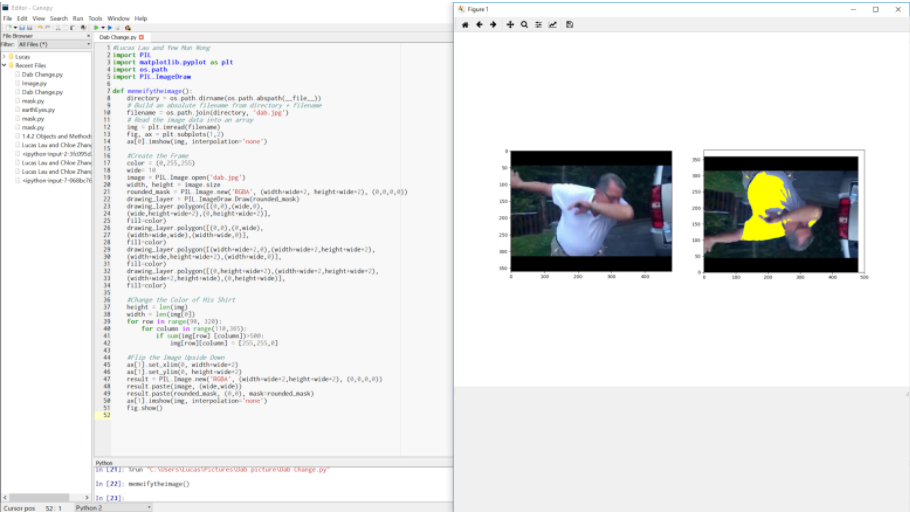 Editor - Canopy
File Edit View Search Run Tools Window Help
File Browser
Filter: All Files (*)
Lucas
Recent Files
Dab Change.py
Image.py
Dab Change.py
mask.py
earthEyes.py
mask.py
mask.py
1.4.2 Objects and Methods
Lucas Lau and Chloe Zhang
Lucas Lau and Chloe Zhang
Lucas Lau and Chloe Zhang
Dab Change.py
1 #Lucas Lau and Yew Mun Wong
2 import PIL
3 import matplotlib.pyplot as plt
4 import os.path
5 import PIL.ImageDraw
6
7 def memeifytheimage():
8 directory = os.path.dirname(os.path.abspath(__file__))
9 # Build an absolute filename from directory + filename
10 filename = os.path.join(directory, 'dab.jpg')
11 # Read the image data into an array
12 img = plt.imread(filename)
13 fig, ax = plt.subplots(1,2)
14 ax[0].imshow(img, interpolation='none')
15
16 #Create the Frame
17 color = (0,255,255)
18 wide= 10
19 image = PIL.Image.open('dab.jpg')
20 width, height = image.size
21 rounded_mask = PIL.Image.new('RGBA', (width+wide*2, height+wide*2), (0,0,0,0))
22 drawing_layer = PIL.ImageDraw.Draw(rounded_mask)
23 drawing_layer.polygon([(0,0),(wide,0),
24 (wide,height+wide*2),(0,height+wide*2)],
25 fill=color)
26 drawing_layer.polygon([(0,0),(0,wide),
27 (width+wide,wide),(width+wide,0)],
28 fill=color)
29 drawing_layer.polygon([(width+wide*2,0),(width+wide*2,height+wide*2),
30 (width+wide,height+wide*2),(width+wide,0)],
31 fill=color)
32 drawing_layer.polygon([(0,height+wide*2),(width+wide*2,height+wide*2),
33 (width+wide*2,height+wide),(0,height+wide)],
34 fill=color)
35
36 #Change the Color of His Shirt
37 height = len(img)
38 width = len(img[0])
39 for row in range(90, 320):
40 for column in range(110,365):
41 if sum(img[row] [column])>500:
42 img[row][column] = [255,255,0]
43
44 #Flip the Image Upside Down
45 ax[1].set_xlim(0, width+wide*2)
46 ax[1].set_ylim(0, height+wide*2)
47 result = PIL.Image.new('RGBA', (width+wide*2,height+wide*2), (0,0,0,0))
48 result.paste(image, (wide,wide))
49 result.paste(rounded_mask, (0,0), mask=rounded_mask)
50 ax[1].imshow(img, interpolation='none')
51 fig.show()
52
Python
In [21]: %run "C:\Users\Lucas\Pictures\Dab picture\Dab Change.py"
In [22]: memeifytheimage()
In [23]:
Cursor pos 52 : 1 Python 2
Figure 1
0
50
100
150
200
250
300
350
0 100 200 300 400
350
300
250
200
150
100
50
0
0 100 200 300 400 500